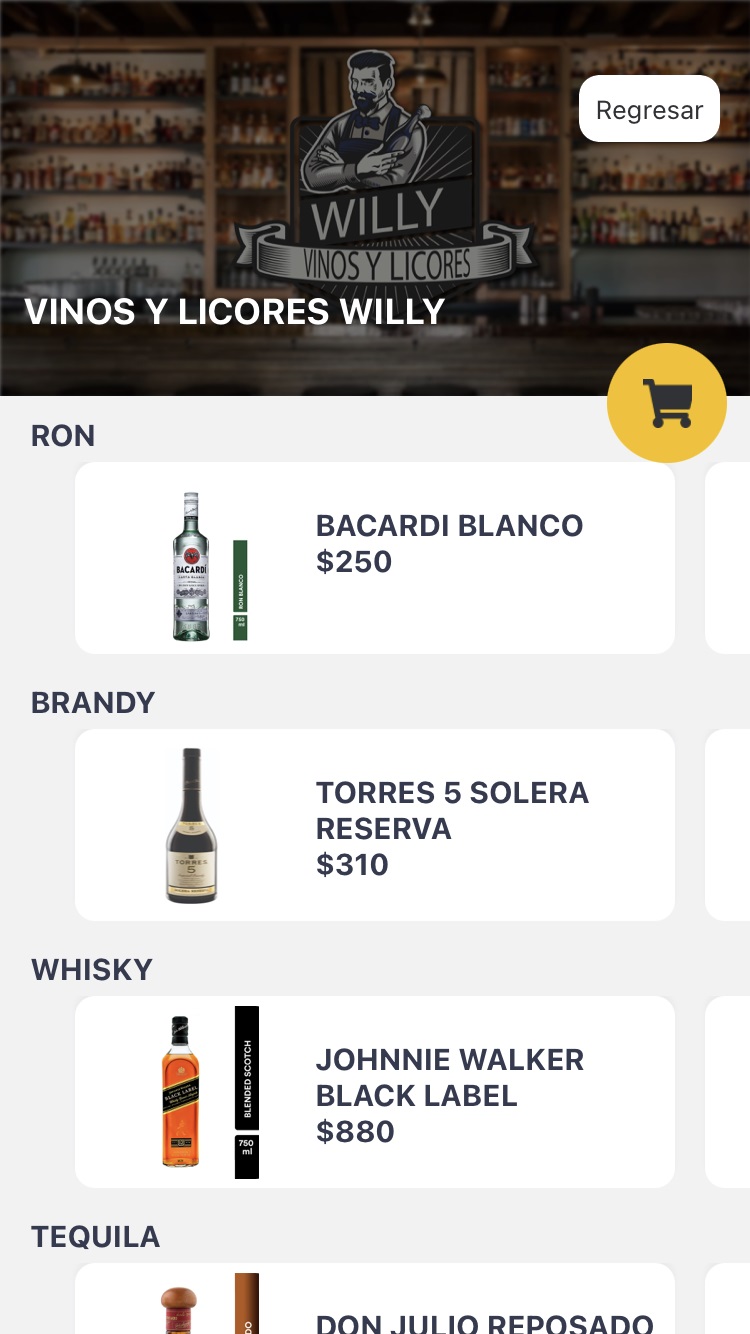 Regresar
WILLY
VINOS Y LICORES
VINOS Y LICORES WILLY
RON
BACARDI BLANCO
$250
BACARDÍ
RON BLANCO
750
ml
BRANDY
TORRES 5 SOLERA
RESERVA
$310
TORRES
5
WHISKY
JOHNNIE WALKER
BLACK LABEL
$880
BLACK LABEL
BLENDED SCOTCH
750
ml
TEQUILA
DON JULIO REPOSADO